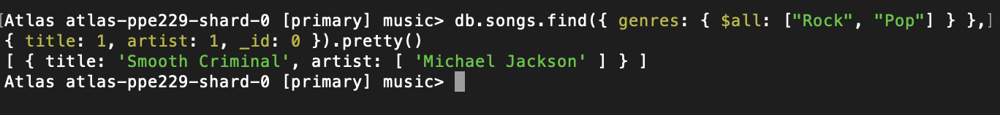 [Atlas atlas-ppe229-shard-0 [primary] music> db.songs.find({ genres: { $all: ["Rock", "Pop"] } },]
{ title: 1, artist: 1, _id: 0 }).pretty()
[ { title: 'Smooth Criminal', artist: [ 'Michael Jackson' ] } ]
Atlas atlas-ppe229-shard-0 [primary] music>